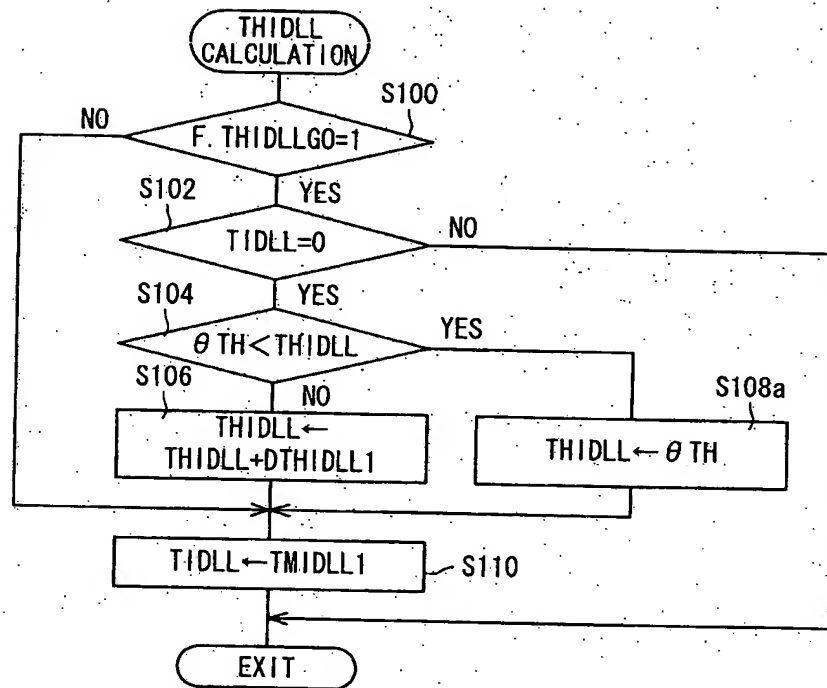 THIDLL
CALCULATION
S100
NO
F. THIDLLGO=1
YES
S102
NO
TIDLL=0
YES
S104
YES
θTH<THIDLL
S106
NO
S108a
THIDLL←
THIDLL+DTHIDLL1
THIDLL←θTH
TIDLL←TMIDLL1
S110
EXIT